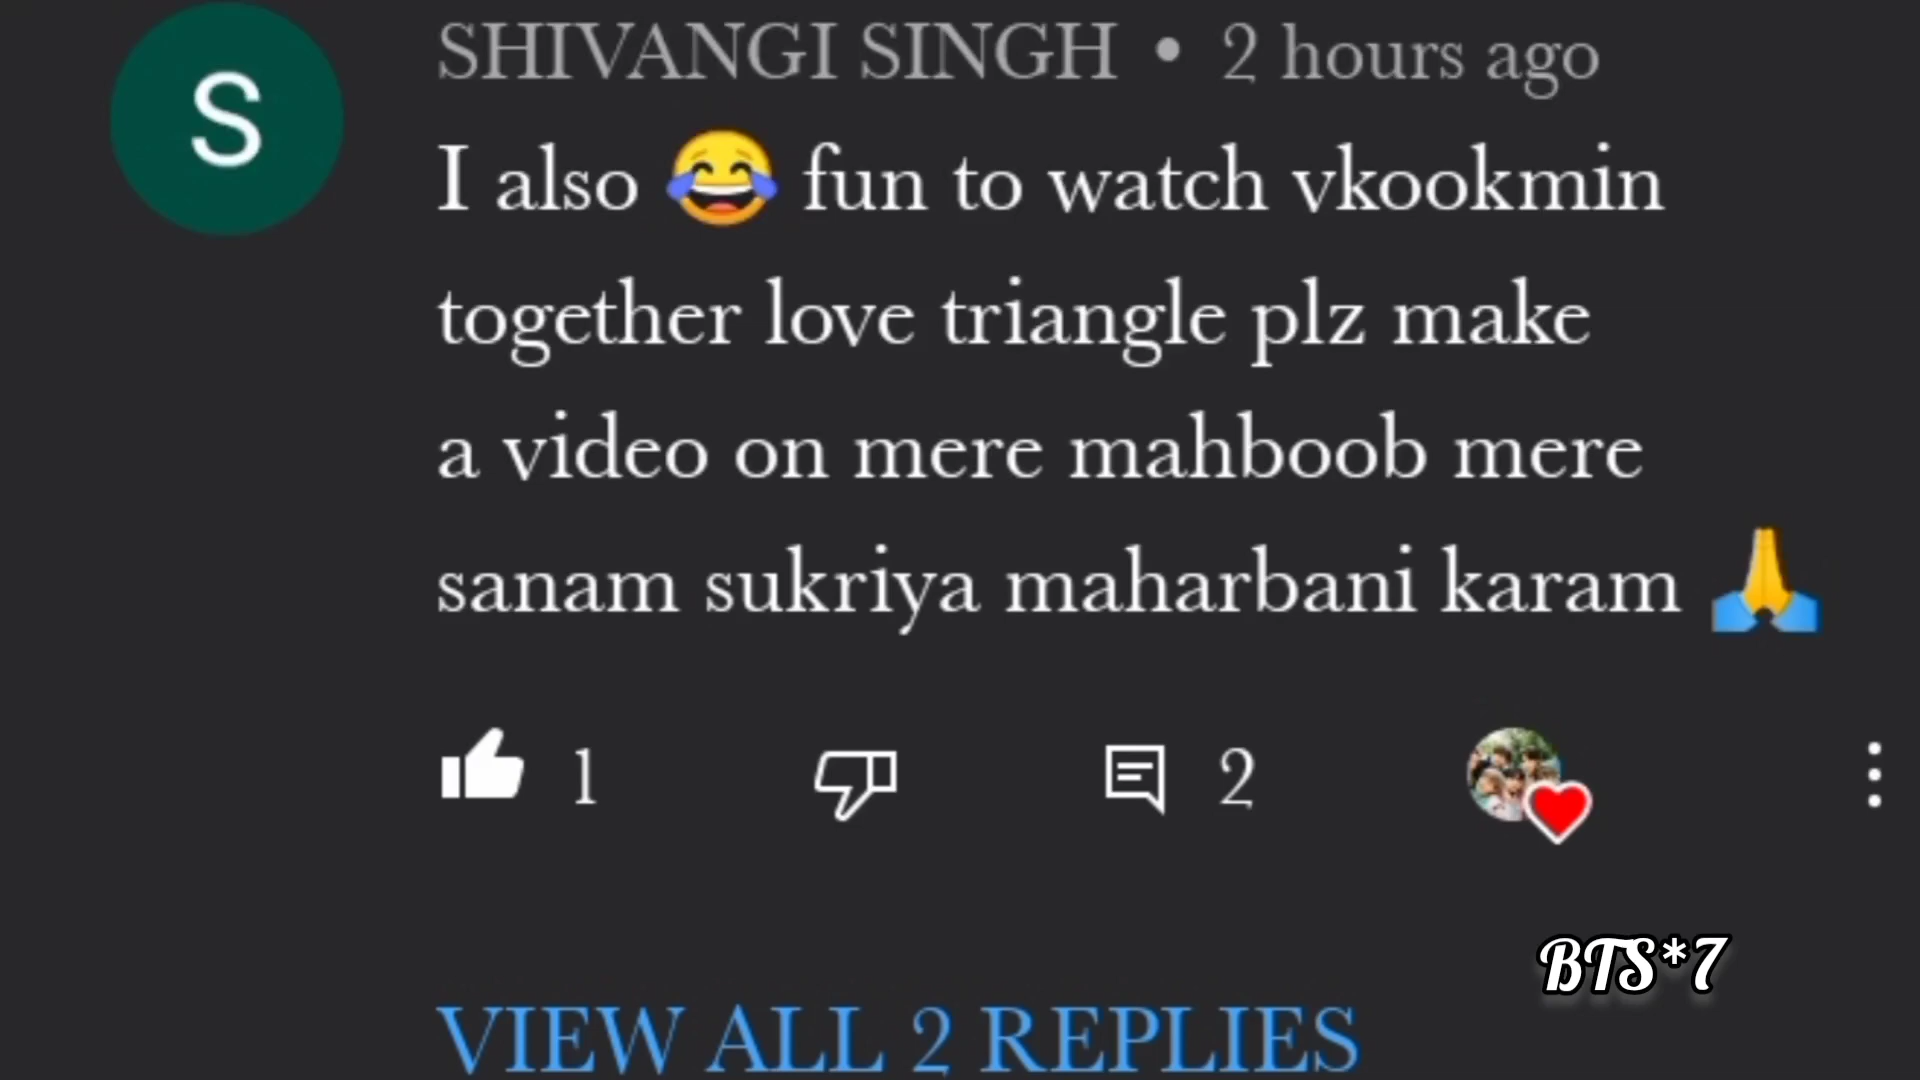 S
SHIVANGI SINGH • 2 hours ago
I also 😂 fun to watch vkookmin
together love triangle plz make
a video on mere mahboob mere
sanam sukriya maharbani karam 🙏
1 2
BTS*7
VIEW ALL 2 REPLIES